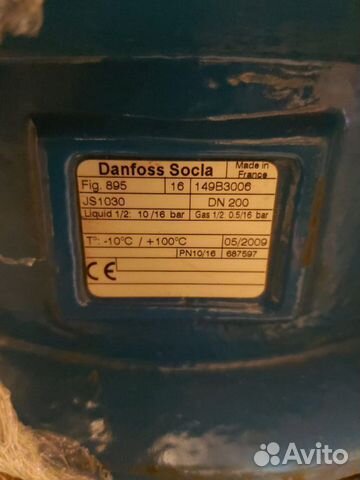 Danfoss Socla
Made in France
Fig. 895 16 149B3006
JS1030 DN 200
Liquid 1/2: 10/16 bar Gas 1/2 0.5/16 bar
T°: -10°C / +100°C 05/2009
PN10/16 687597
CE
Avito